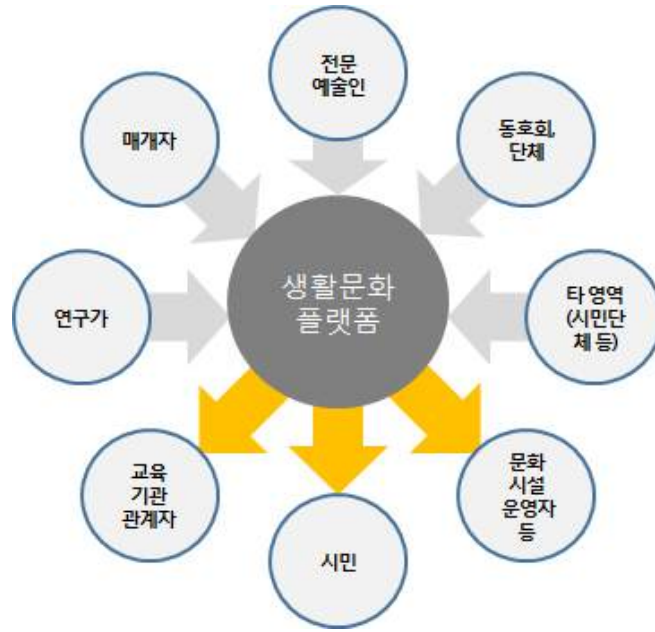 전문
예술인
매개자
동호회,
단체
연구가
생활문화
플랫폼
타 영역
(시민단
체 등)
교육
기관
관계자
시민
문화
시설
운영자
등